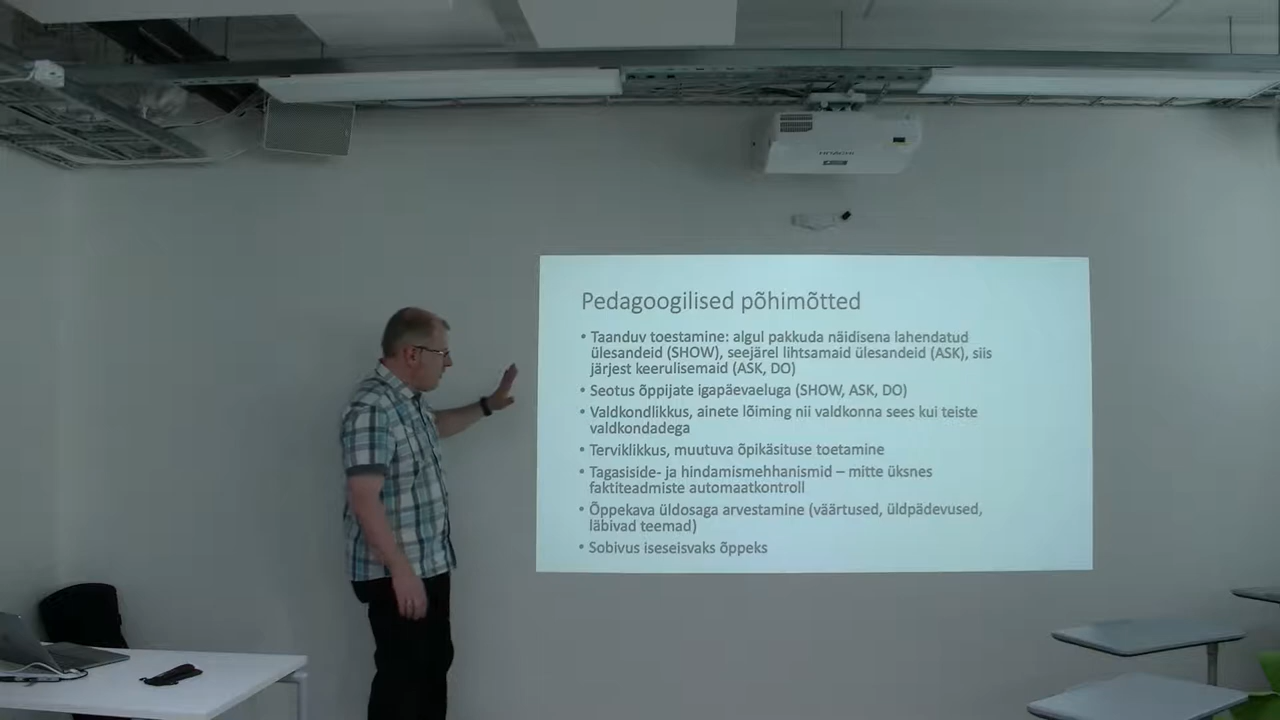 HITACHI
Pedagoogilised põhimõtted
• Taanduv toestamine: algul pakkuda näidisena lahendatud
ülesandeid (SHOW), seejärel lihtsamaid ülesandeid (ASK), siis
järjest keerulisemaid (ASK, DO)
• Seotus õppijate igapäevaeluga (SHOW, ASK, DO)
• Valdkondlikkus, ainete lõiming nii valdkonna sees kui teiste
valdkondadega
• Terviklikkus, muutuva õpikäsituse toetamine
• Tagasiside- ja hindamismehhanismid – mitte üksnes
faktiteadmiste automaatkontroll
• Õppekava üldosaga arvestamine (väärtused, üldpädevused,
läbivad teemad)
• Sobivus iseseisvaks õppeks